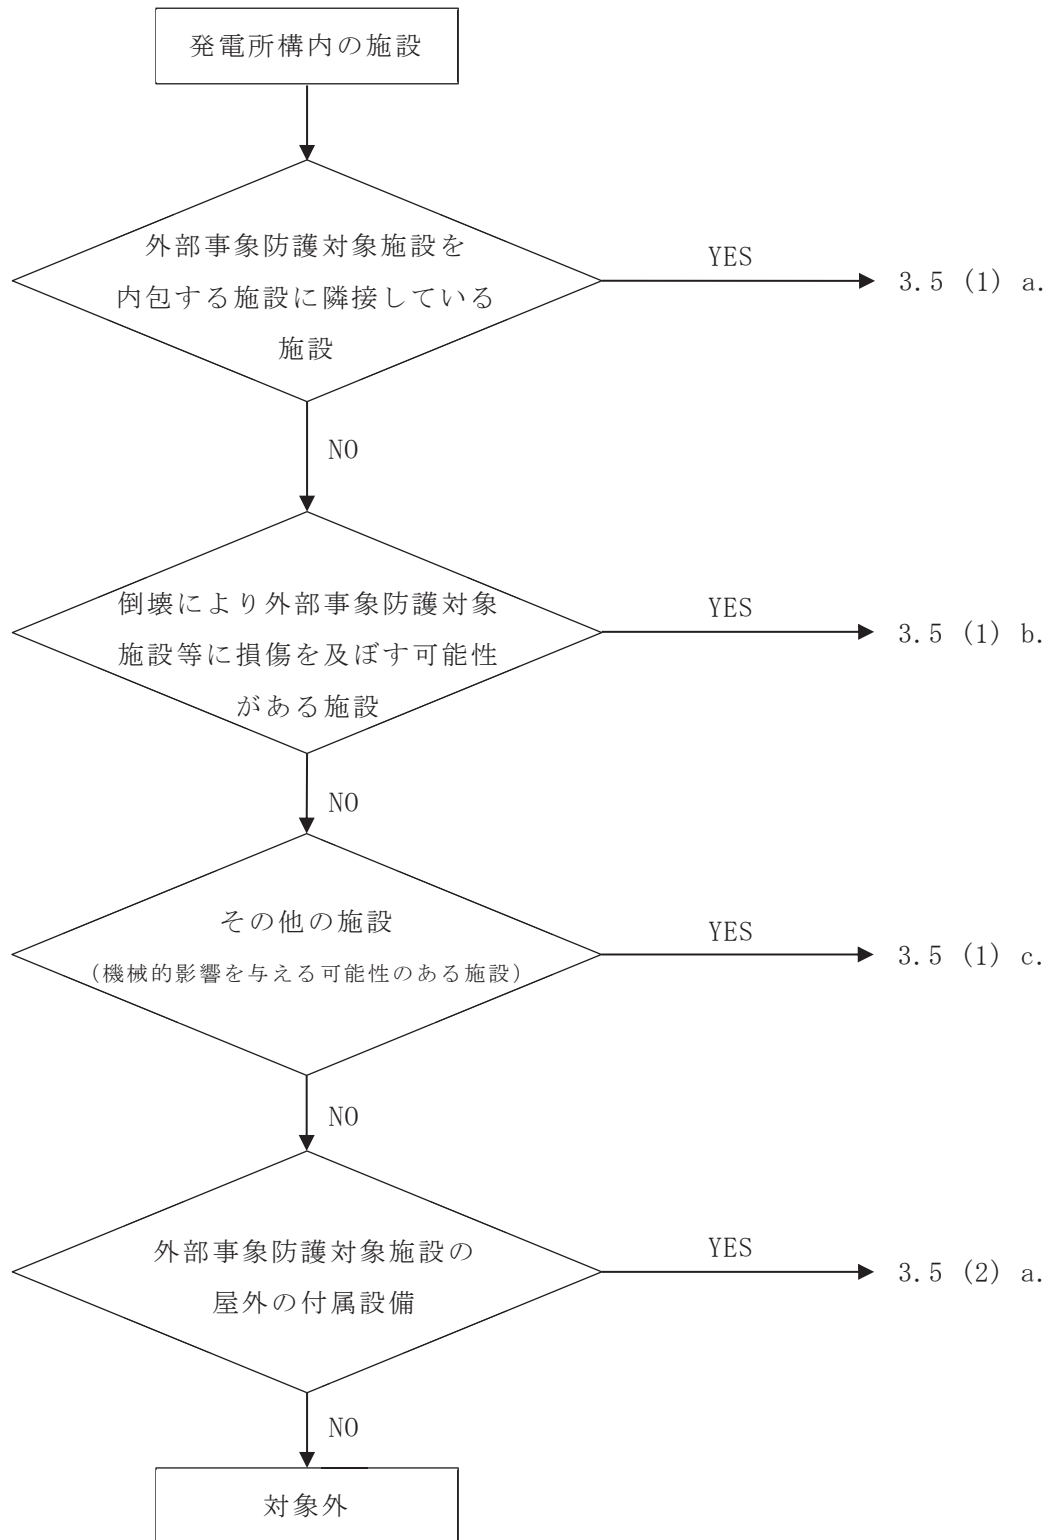 発電所構内の施設
外部事象防護対象施設を
内包する施設に隣接している
施設
YES
3.5 (1) a.
NO
倒壊により外部事象防護対象
施設等に損傷を及ぼす可能性
がある施設
YES
3.5 (1) b.
NO
その他の施設
(機械的影響を与える可能性のある施設)
YES
3.5 (1) c.
NO
外部事象防護対象施設の
屋外の付属設備
YES
3.5 (2) a.
NO
対象外